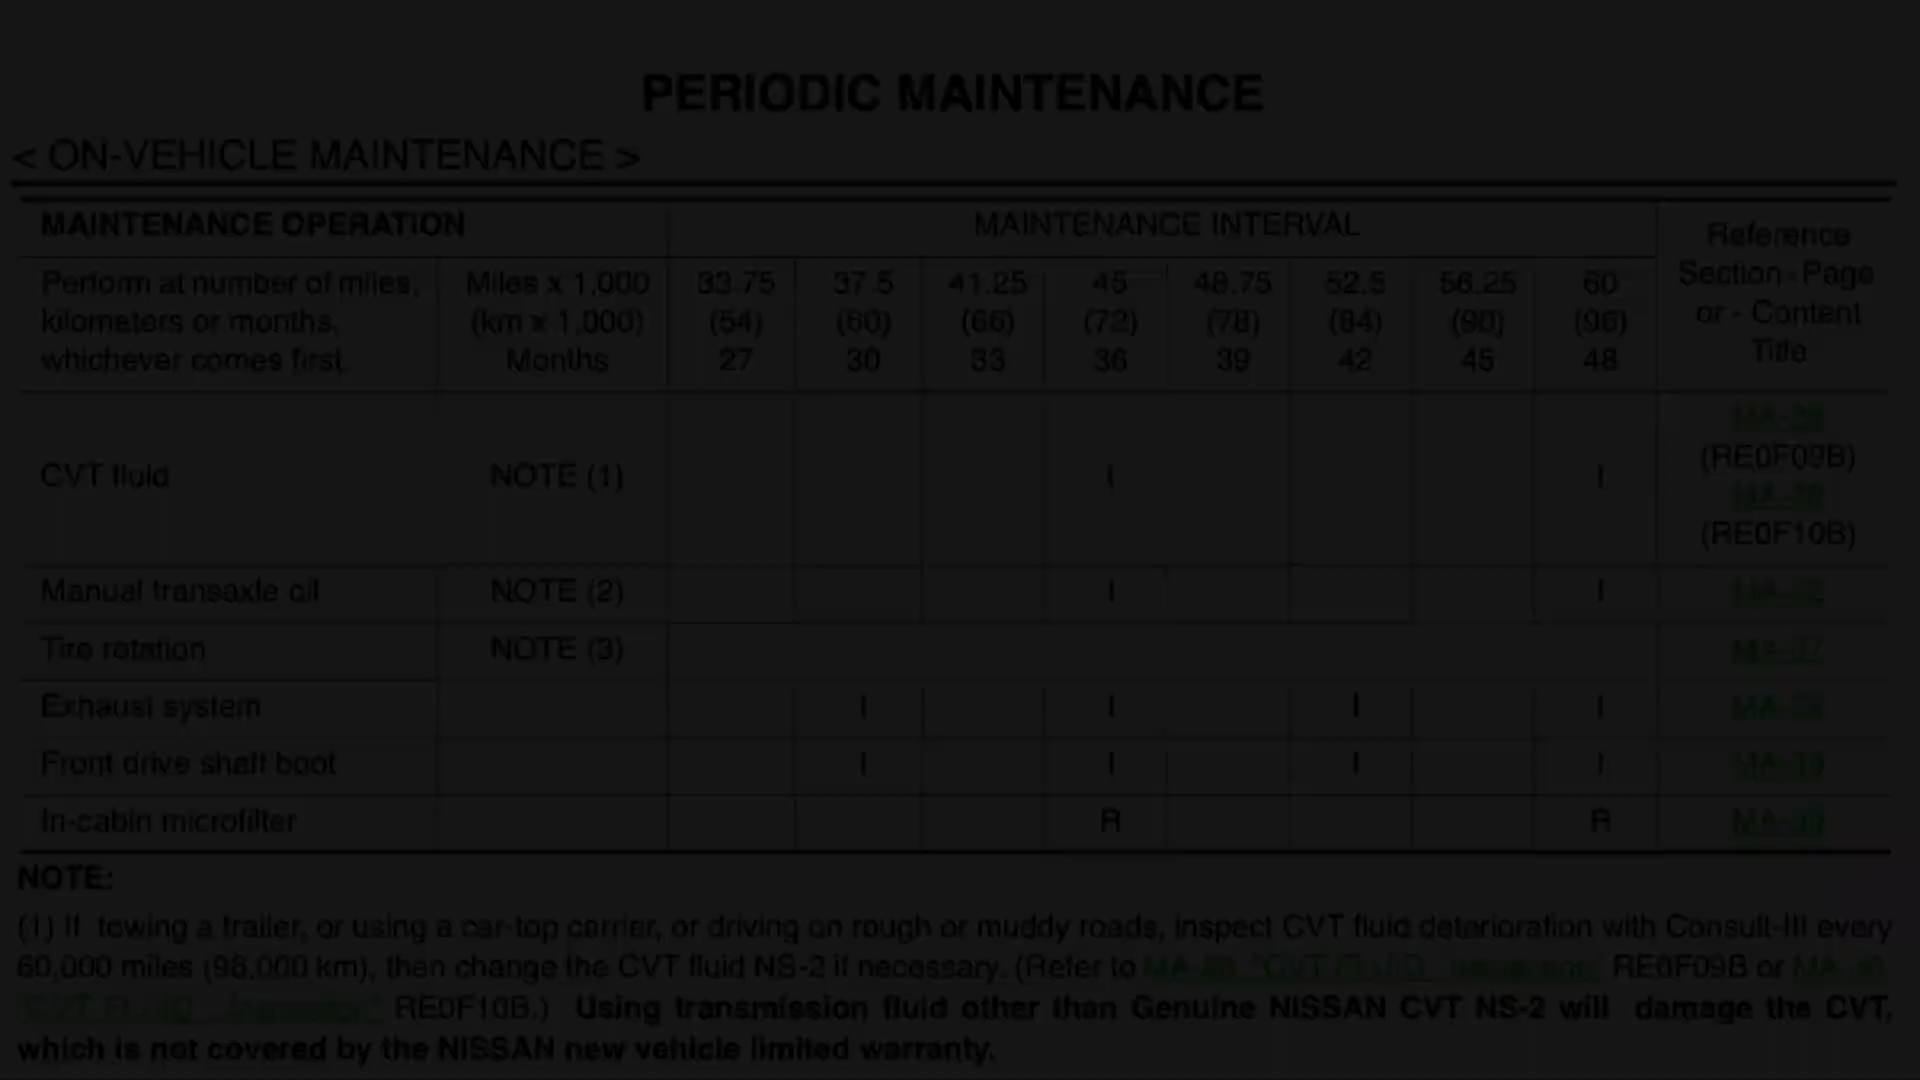 PERIODIC MAINTENANCE
< ON-VEHICLE MAINTENANCE >
MAINTENANCE OPERATION MAINTENANCE INTERVAL Reference
Section - Page
or - Content
Title
Perform at number of miles, Miles x 1,000 33.75 37.5 41.25 45 48.75 52.5 56.25 60
kilometers or months, (km x 1,000) (54) (60) (66) (72) (78) (84) (90) (96)
whichever comes first. Months 27 30 33 36 39 42 45 48
CVT fluid NOTE (1) I I
(RE0F09B)
(RE0F10B)
Manual transaxle oil NOTE (2) I I
Tire rotation NOTE (3)
Exhaust system I I I I
Front drive shaft boot I I I I
In-cabin microfilter R R
NOTE:
(1) If towing a trailer, or using a car-top carrier, or driving on rough or muddy roads, inspect CVT fluid deterioration with Consult-III every
60,000 miles (96,000 km), then change the CVT fluid NS-2 if necessary. (Refer to "CVT FLUID : Inspection" RE0F09B or
"CVT FLUID : Inspection" RE0F10B.) Using transmission fluid other than Genuine NISSAN CVT NS-2 will damage the CVT,
which is not covered by the NISSAN new vehicle limited warranty.